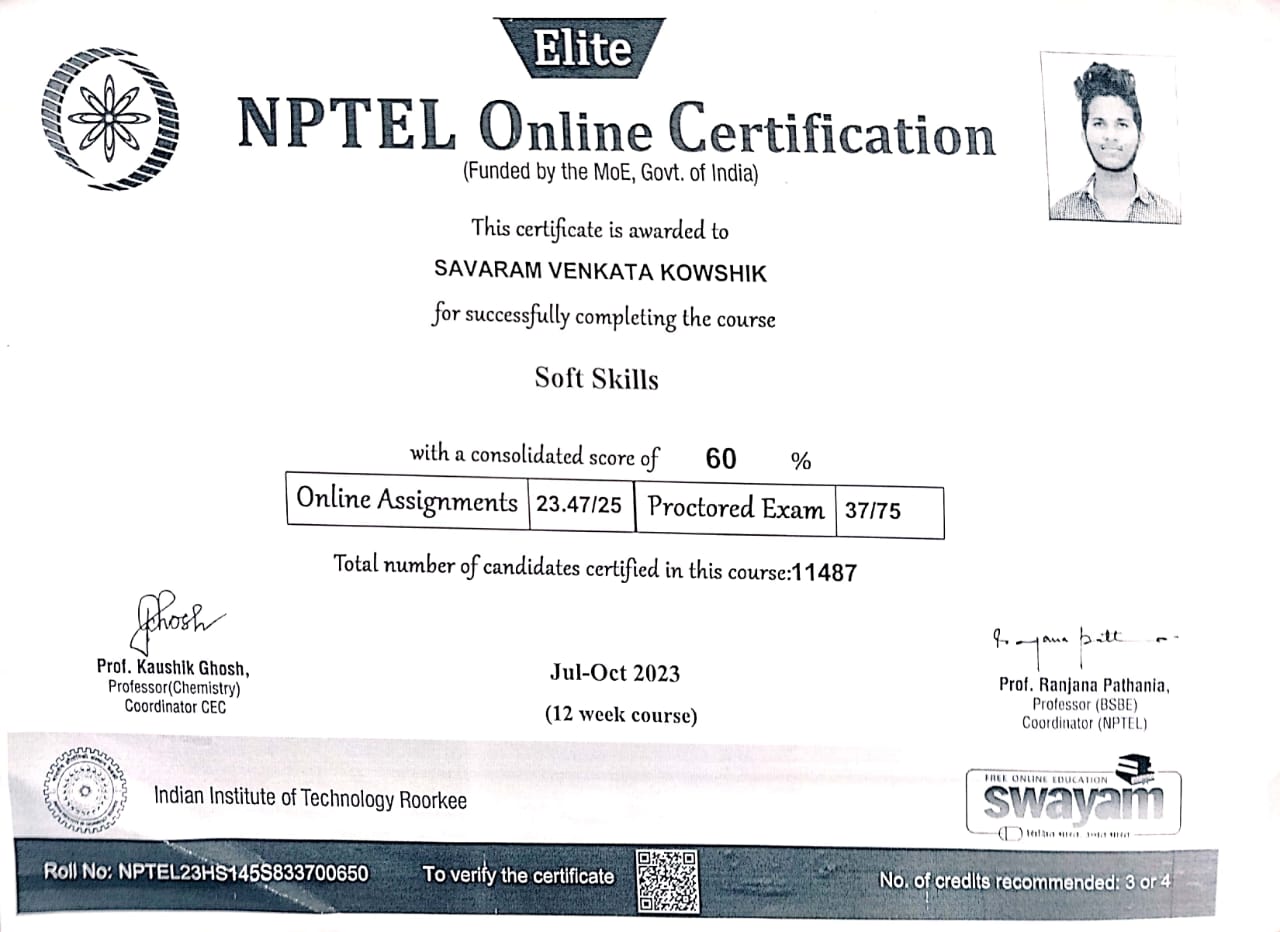 Elite
NPTEL Online Certification
(Funded by the MoE, Govt. of India)
This certificate is awarded to
SAVARAM VENKATA KOWSHIK
for successfully completing the course
Soft Skills
with a consolidated score of 60 %
Online Assignments 23.47/25 Proctored Exam 37/75
Total number of candidates certified in this course:11487
Prof. Kaushik Ghosh,
Professor(Chemistry)
Coordinator CEC
Jul-Oct 2023
(12 week course)
Prof. Ranjana Pathania,
Professor (BSBE)
Coordinator (NPTEL)
Indian Institute of Technology Roorkee
FREE ONLINE EDUCATION
swayam
Roll No: NPTEL23HS145S833700650 To verify the certificate No. of credits recommended: 3 or 4